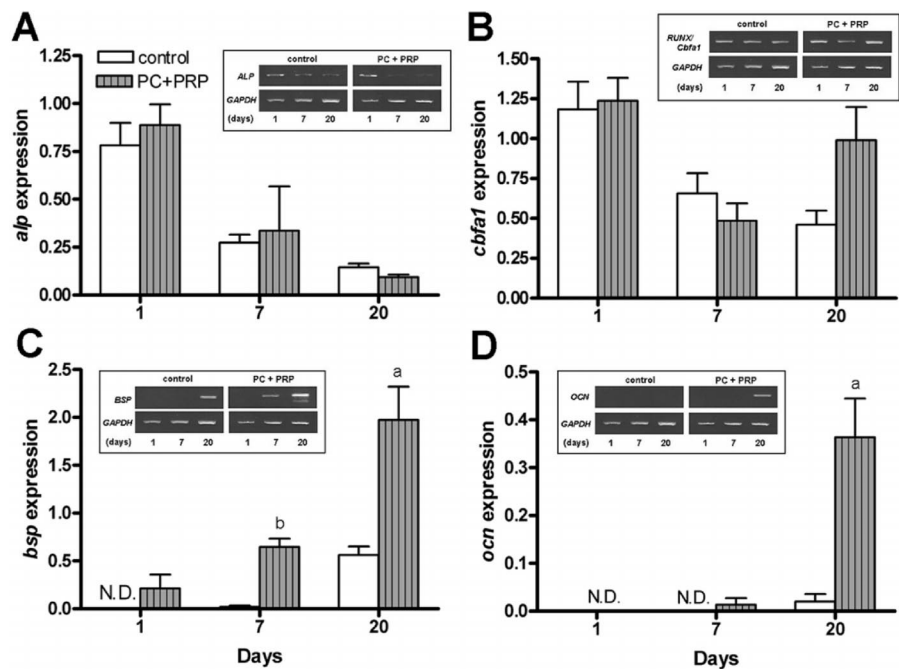 A
1.25
1.00
0.75
0.50
0.25
0.00
alp expression
control
PC+PRP
control PC + PRP
ALP
GAPDH
(days) 1 7 20 1 7 20
1 7 20
B
1.50
1.25
1.00
0.75
0.50
0.25
0.00
cbfa1 expression
control PC + PRP
RUNX/
Cbfa1
GAPDH
(days) 1 7 20 1 7 20
1 7 20
C
2.5
2.0
1.5
1.0
0.5
0.0
bsp expression
control PC + PRP
BSP
GAPDH
(days) 1 7 20 1 7 20
a
b
N.D.
1 7 20
Days
D
0.5
0.4
0.3
0.2
0.1
0.0
ocn expression
control PC + PRP
OCN
GAPDH
(days) 1 7 20 1 7 20
a
N.D. N.D.
1 7 20
Days